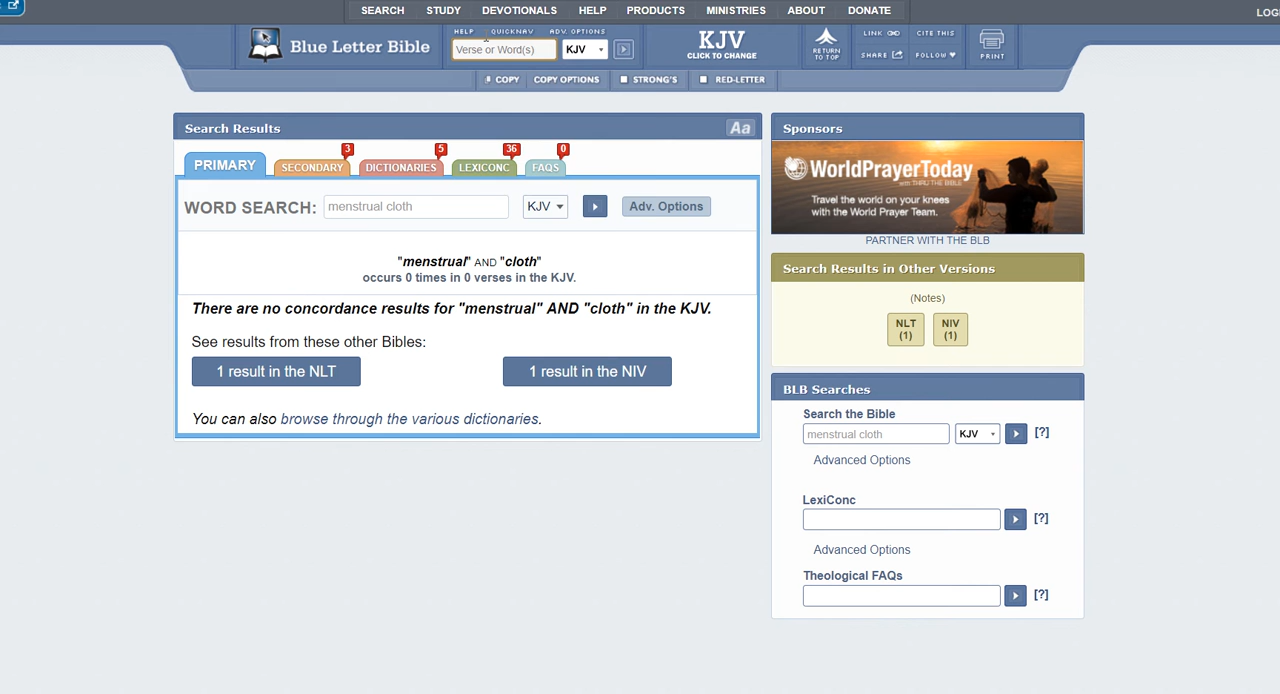 SEARCH STUDY DEVOTIONALS HELP PRODUCTS MINISTRIES ABOUT DONATE
HELP QUICKNAV ADV. OPTIONS
Blue Letter Bible
Verse or Word(s)
KJV
KJV
CLICK TO CHANGE
RETURN
TO TOP
LINK CITE THIS
SHARE FOLLOW
PRINT
COPY COPY OPTIONS STRONG'S RED-LETTER
Search Results
Aa
PRIMARY
SECONDARY 3
DICTIONARIES 5
LEXICONC 36
FAQS 0
WORD SEARCH: menstrual cloth KJV Adv. Options
"menstrual" AND "cloth"
occurs 0 times in 0 verses in the KJV.
There are no concordance results for "menstrual" AND "cloth" in the KJV.
See results from these other Bibles:
1 result in the NLT 1 result in the NIV
You can also browse through the various dictionaries.
Sponsors
WorldPrayerToday
with THRU THE BIBLE
Travel the world on your knees
with the World Prayer Team.
PARTNER WITH THE BLB
Search Results in Other Versions
(Notes)
NLT
(1)
NIV
(1)
BLB Searches
Search the Bible
menstrual cloth KJV [?]
Advanced Options
LexiConc
[?]
Advanced Options
Theological FAQs
[?]